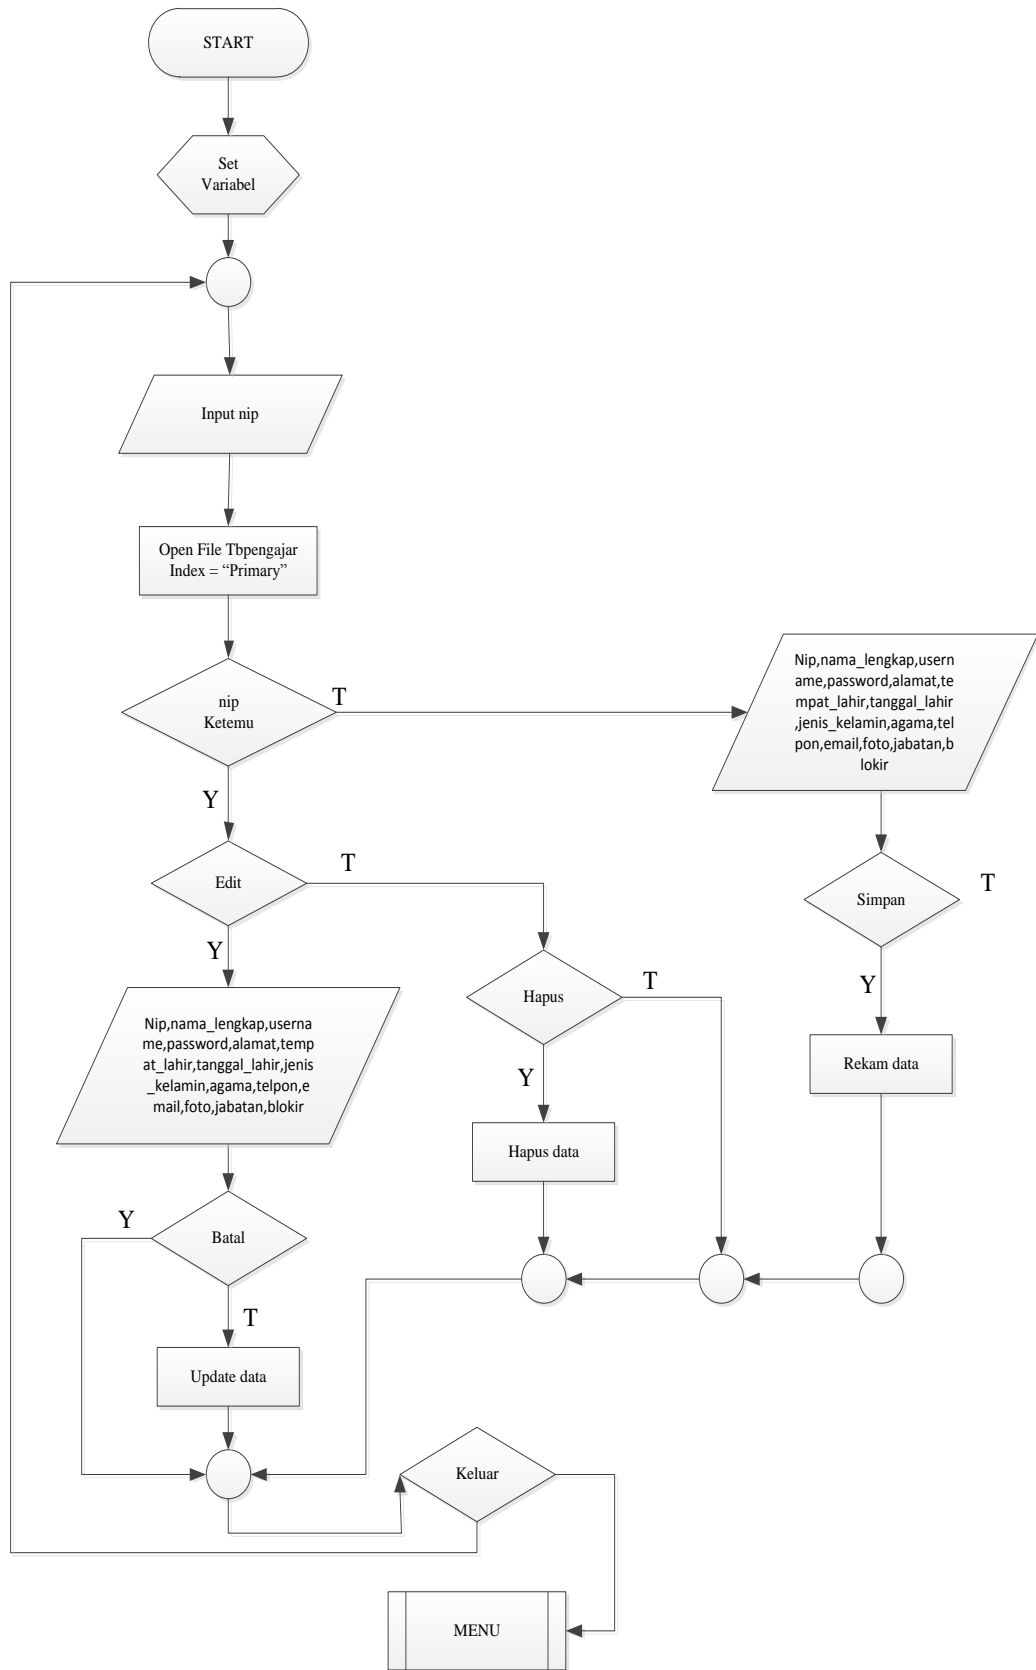 START
Set
Variabel
Input nip
Open File Tbpengajar
Index = “Primary”
nip
Ketemu
T
Nip,nama_lengkap,usern
ame,password,alamat,te
mpat_lahir,tanggal_lahir
,jenis_kelamin,agama,tel
pon,email,foto,jabatan,b
lokir
Y
Edit
T
Simpan
T
Y
Hapus
T
Y
Nip,nama_lengkap,userna
me,password,alamat,temp
at_lahir,tanggal_lahir,jenis
_kelamin,agama,telpon,e
mail,foto,jabatan,blokir
Rekam data
Y
Hapus data
Y
Batal
T
Update data
Keluar
MENU